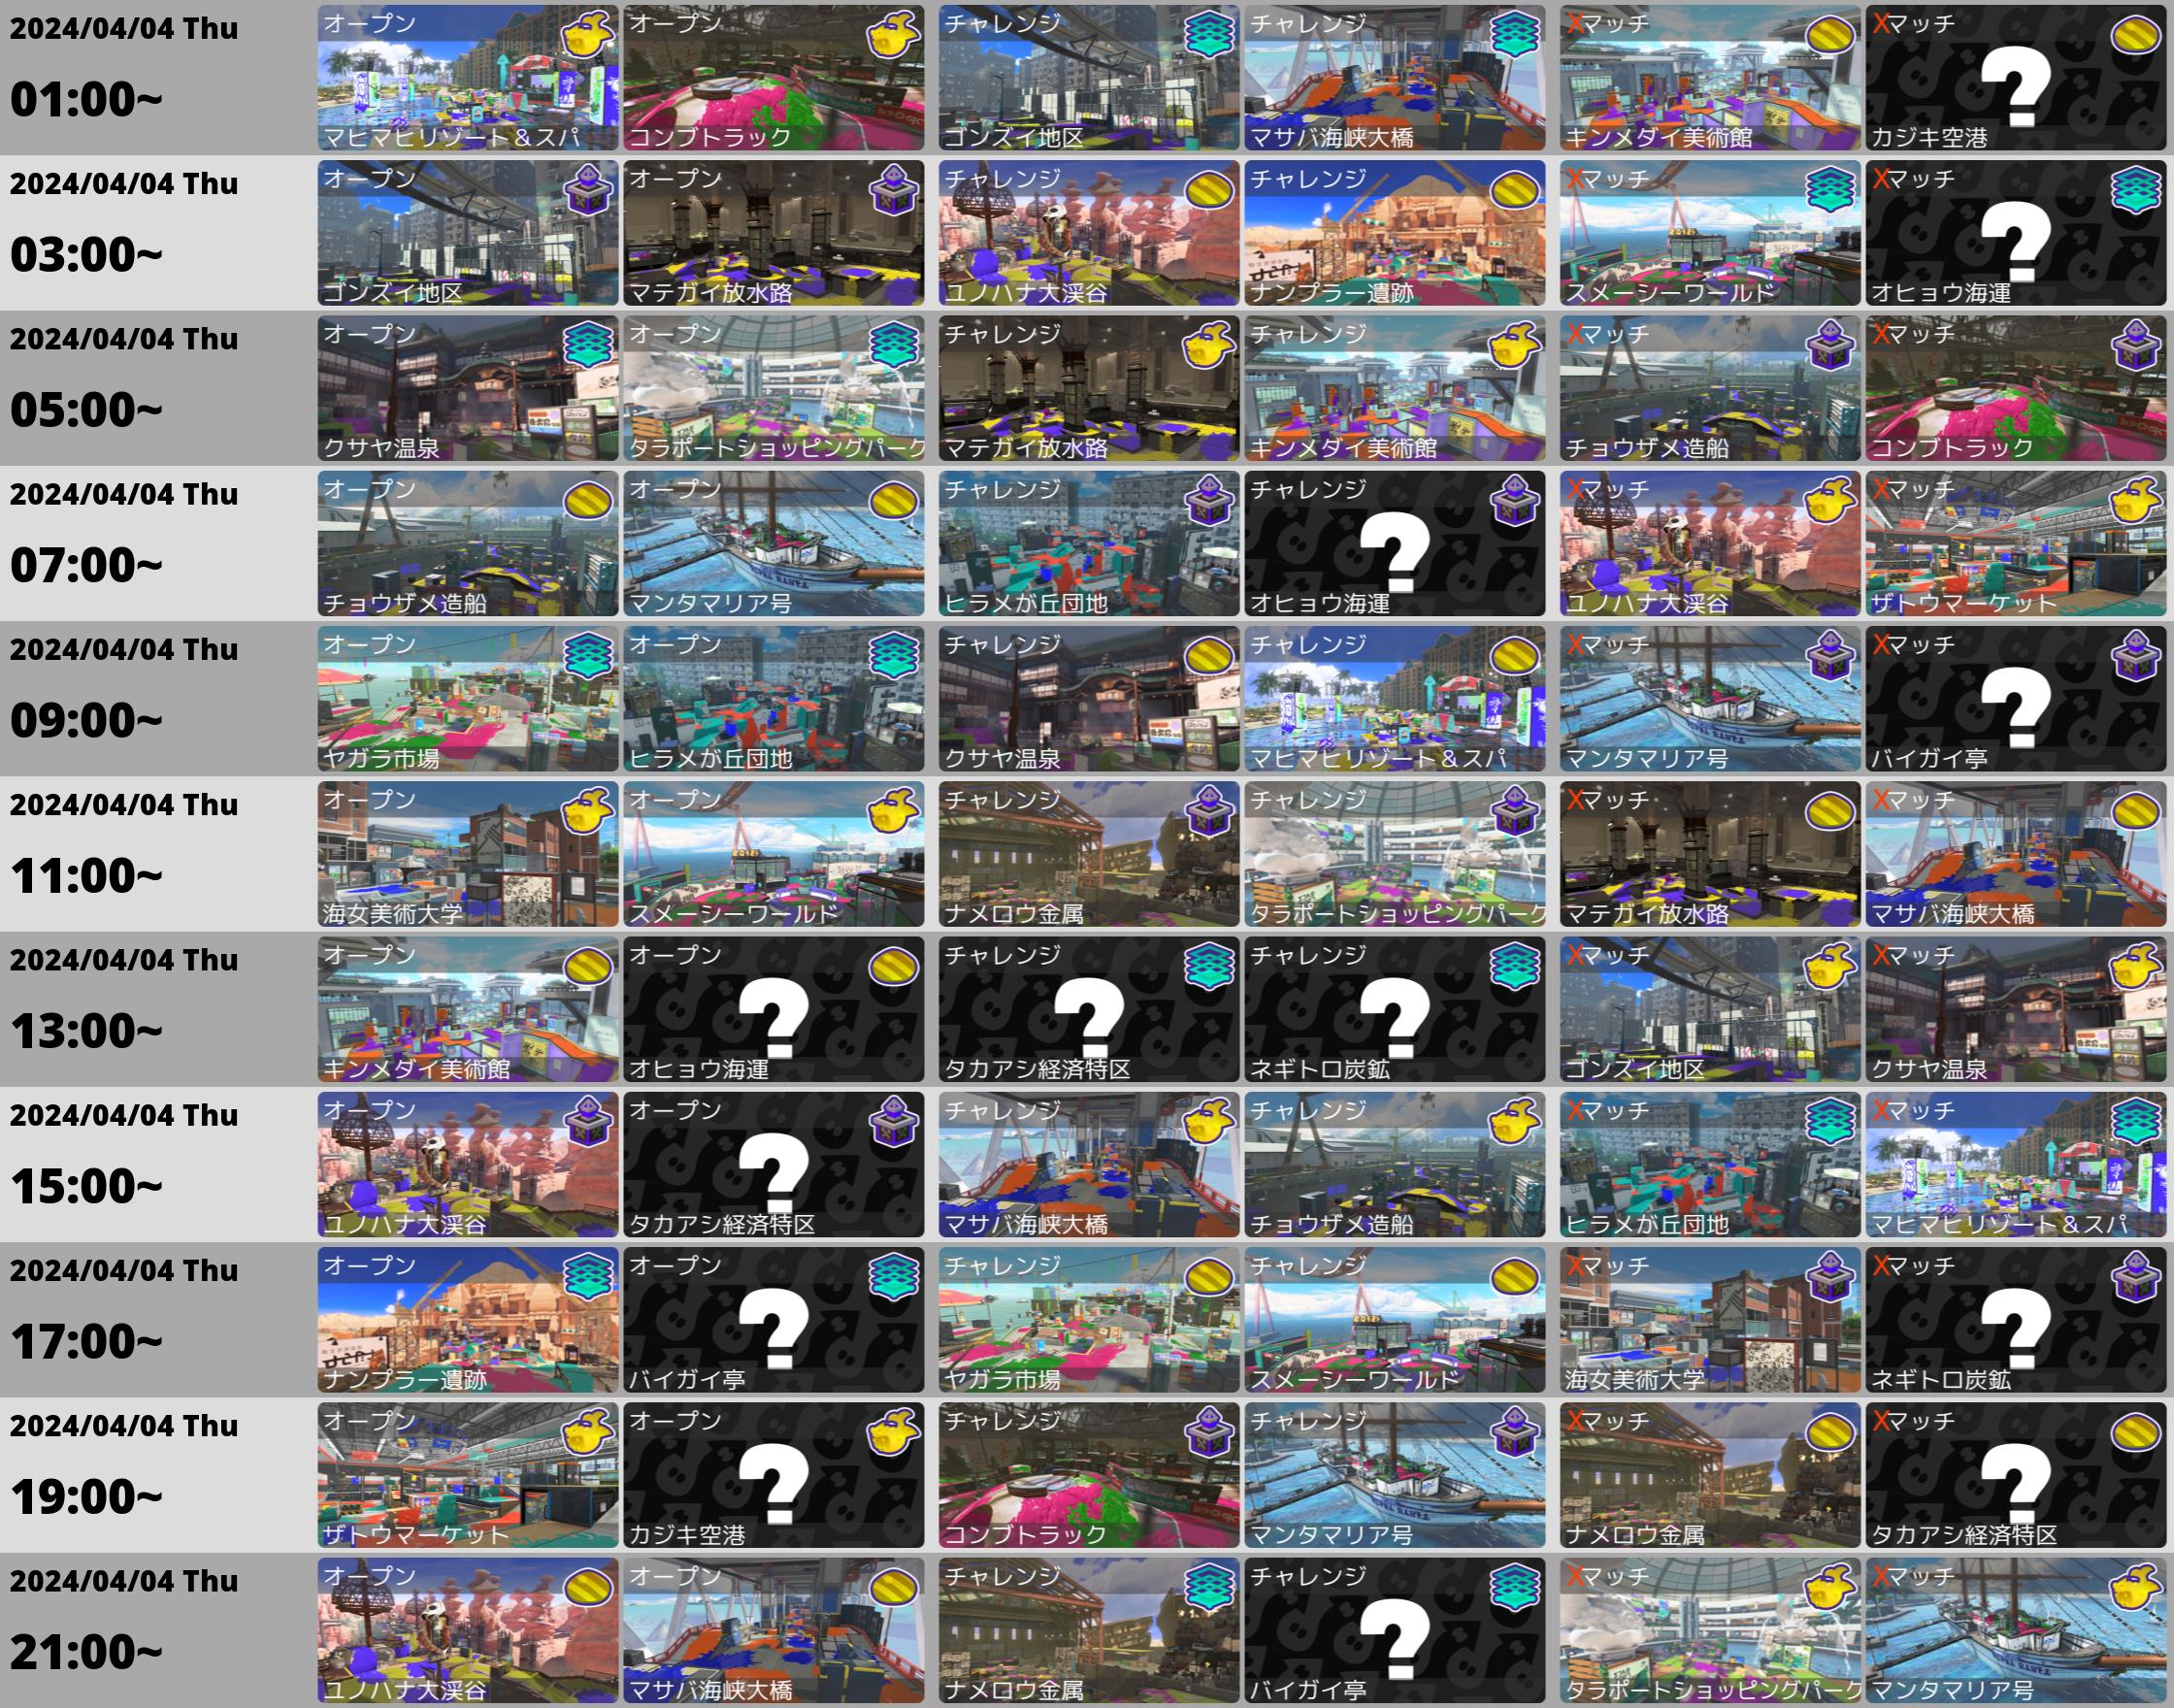 2024/04/04 Thu
01:00~
オープン
マヒマヒリゾート＆スパ
オープン
コンブトラック
チャレンジ
ゴンズイ地区
チャレンジ
マサバ海峡大橋
Xマッチ
キンメダイ美術館
Xマッチ
カジキ空港
2024/04/04 Thu
03:00~
オープン
ゴンズイ地区
オープン
マテガイ放水路
チャレンジ
ユノハナ大渓谷
チャレンジ
ナンプラー遺跡
Xマッチ
スメーシーワールド
Xマッチ
オヒョウ海運
2024/04/04 Thu
05:00~
オープン
クサヤ温泉
オープン
タラポートショッピングパーク
チャレンジ
マテガイ放水路
チャレンジ
キンメダイ美術館
Xマッチ
チョウザメ造船
Xマッチ
コンブトラック
2024/04/04 Thu
07:00~
オープン
チョウザメ造船
オープン
マンタマリア号
チャレンジ
ヒラメが丘団地
チャレンジ
オヒョウ海運
Xマッチ
ユノハナ大渓谷
Xマッチ
ザトウマーケット
2024/04/04 Thu
09:00~
オープン
ヤガラ市場
オープン
ヒラメが丘団地
チャレンジ
クサヤ温泉
チャレンジ
マヒマヒリゾート＆スパ
Xマッチ
マンタマリア号
Xマッチ
バイガイ亭
2024/04/04 Thu
11:00~
オープン
海女美術大学
オープン
スメーシーワールド
チャレンジ
ナメロウ金属
チャレンジ
タラポートショッピングパーク
Xマッチ
マテガイ放水路
Xマッチ
マサバ海峡大橋
2024/04/04 Thu
13:00~
オープン
キンメダイ美術館
オープン
オヒョウ海運
チャレンジ
タカアシ経済特区
チャレンジ
ネギトロ炭鉱
Xマッチ
ゴンズイ地区
Xマッチ
クサヤ温泉
2024/04/04 Thu
15:00~
オープン
ユノハナ大渓谷
オープン
タカアシ経済特区
チャレンジ
マサバ海峡大橋
チャレンジ
チョウザメ造船
Xマッチ
ヒラメが丘団地
Xマッチ
マヒマヒリゾート＆スパ
2024/04/04 Thu
17:00~
オープン
ナンプラー遺跡
オープン
バイガイ亭
チャレンジ
ヤガラ市場
チャレンジ
スメーシーワールド
Xマッチ
海女美術大学
Xマッチ
ネギトロ炭鉱
2024/04/04 Thu
19:00~
オープン
ザトウマーケット
オープン
カジキ空港
チャレンジ
コンブトラック
チャレンジ
マンタマリア号
Xマッチ
ナメロウ金属
Xマッチ
タカアシ経済特区
2024/04/04 Thu
21:00~
オープン
ユノハナ大渓谷
オープン
マサバ海峡大橋
チャレンジ
ナメロウ金属
チャレンジ
バイガイ亭
Xマッチ
タラポートショッピングパーク
Xマッチ
マンタマリア号